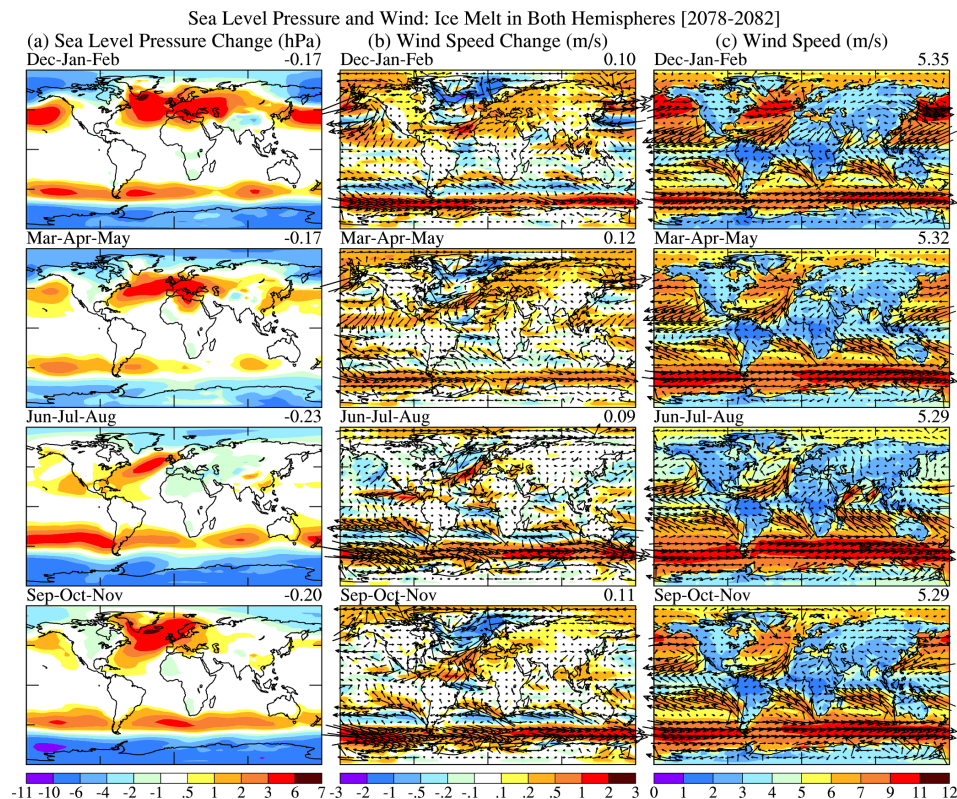 Sea Level Pressure and Wind: Ice Melt in Both Hemispheres [2078-2082]
(a) Sea Level Pressure Change (hPa) (b) Wind Speed Change (m/s) (c) Wind Speed (m/s)
Dec-Jan-Feb -0.17 Dec-Jan-Feb 0.10 Dec-Jan-Feb 5.35
Mar-Apr-May -0.17 Mar-Apr-May 0.12 Mar-Apr-May 5.32
Jun-Jul-Aug -0.23 Jun-Jul-Aug 0.09 Jun-Jul-Aug 5.29
Sep-Oct-Nov -0.20 Sep-Oct-Nov 0.11 Sep-Oct-Nov 5.29
-11 -10 -6 -4 -2 -1 .5 1 2 3 6 7 -3 -2 -1 -.5 -.2 -.1 .1 .2 .5 1 2 3 0 1 2 3 4 5 6 7 9 11 12